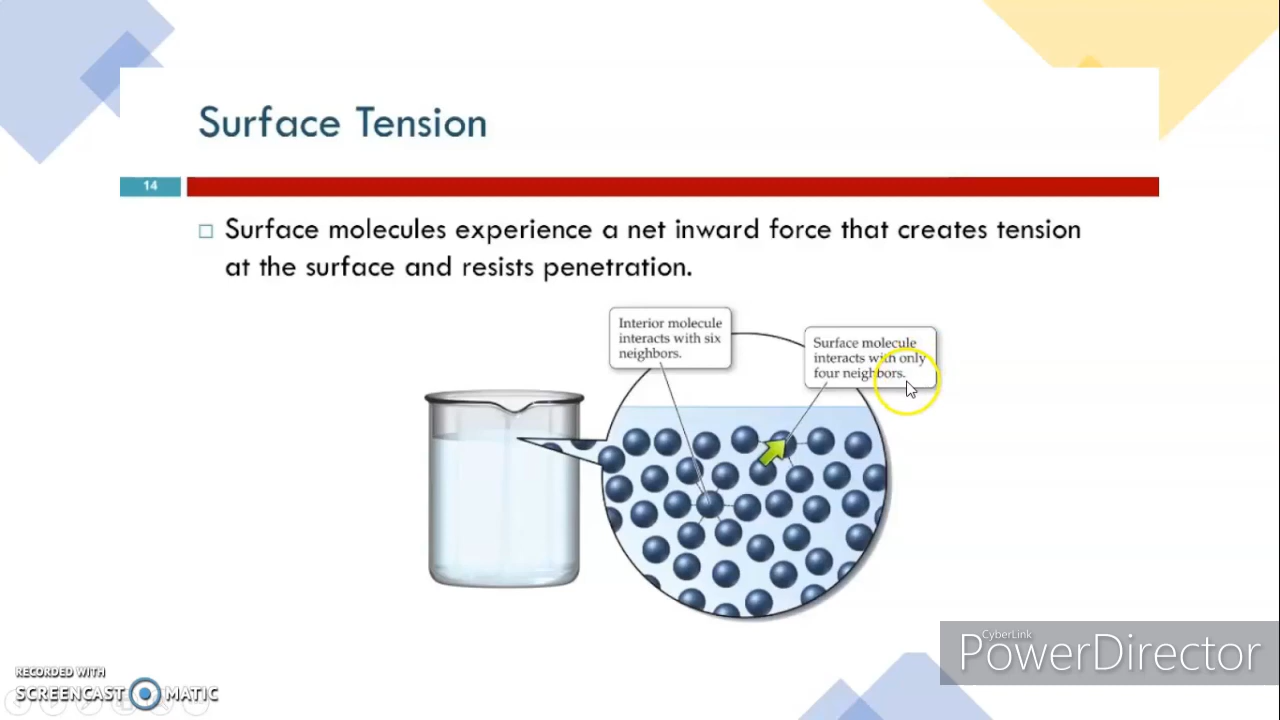 Surface Tension
14
Surface molecules experience a net inward force that creates tension
at the surface and resists penetration.
Interior molecule
interacts with six
neighbors.
Surface molecule
interacts with only
four neighbors.
CyberLink
PowerDirector
RECORDED WITH
SCREENCAST MATIC